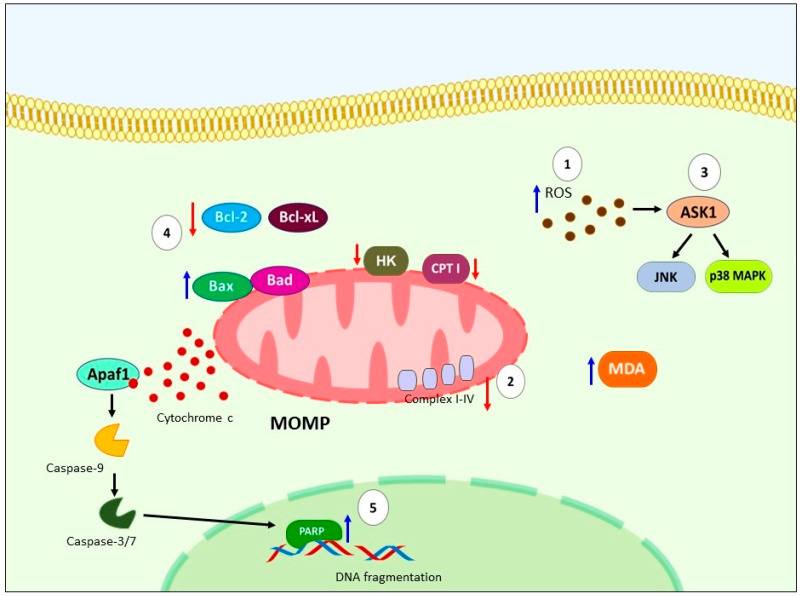 1
ROS
3
ASK1
JNK
p38 MAPK
4
Bcl-2
Bcl-xL
Bax
Bad
HK
CPT I
Apaf1
Cytochrome c
MOMP
Complex I-IV
2
MDA
Caspase-9
Caspase-3/7
5
PARP
DNA fragmentation